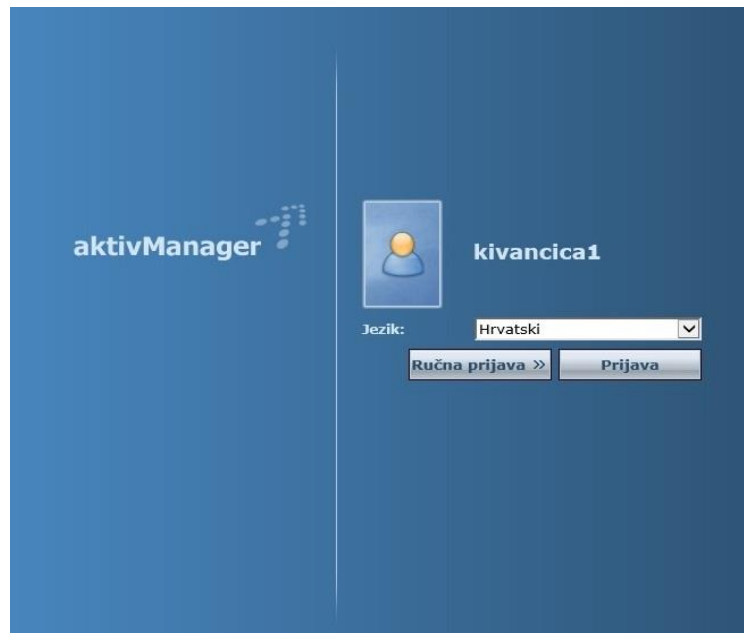 aktivManager
kivancica1
Jezik:
Hrvatski
Ručna prijava »
Prijava